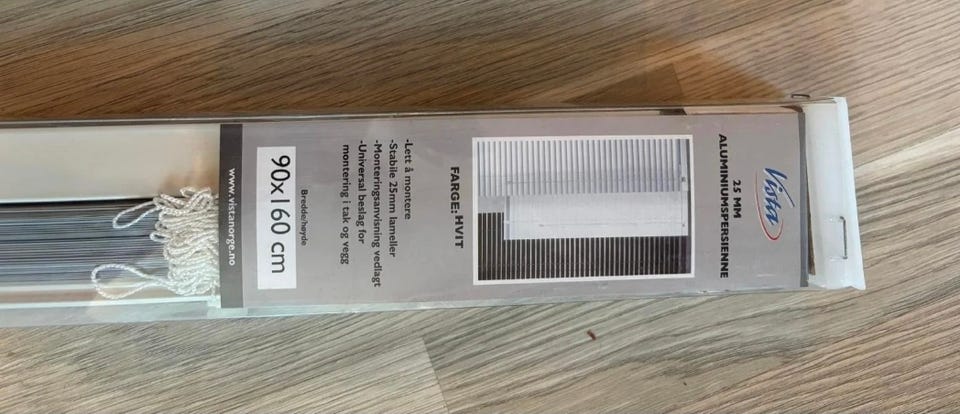 Vista
25 MM
ALUMINIUMSPERSIENNE
FARGE: HVIT
-Lett å montere
-Stabile 25mm lameller
-Monteringsanvisning vedlagt
-Universal beslag for
montering i tak og vegg
Bredde/høyde
90x160 cm
www.vistanorge.no